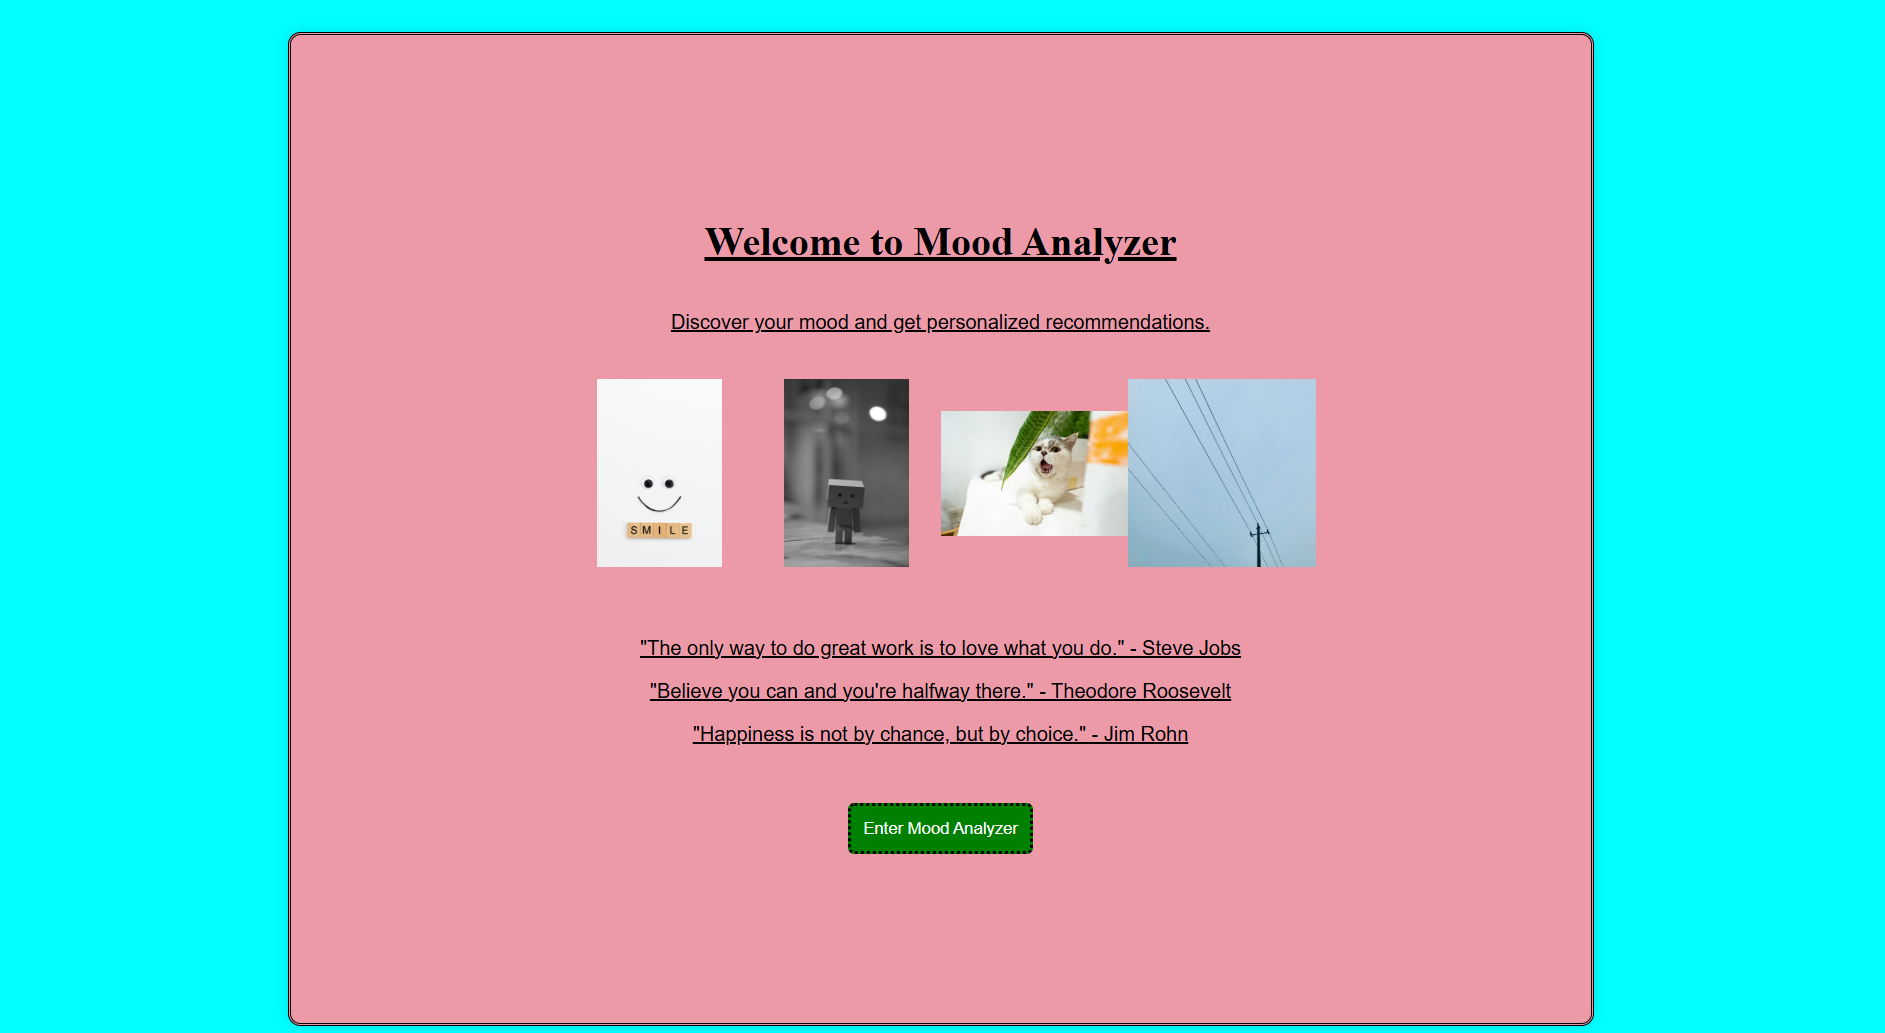 Welcome to Mood Analyzer
Discover your mood and get personalized recommendations.
SMILE
"The only way to do great work is to love what you do." - Steve Jobs
"Believe you can and you're halfway there." - Theodore Roosevelt
"Happiness is not by chance, but by choice." - Jim Rohn
Enter Mood Analyzer